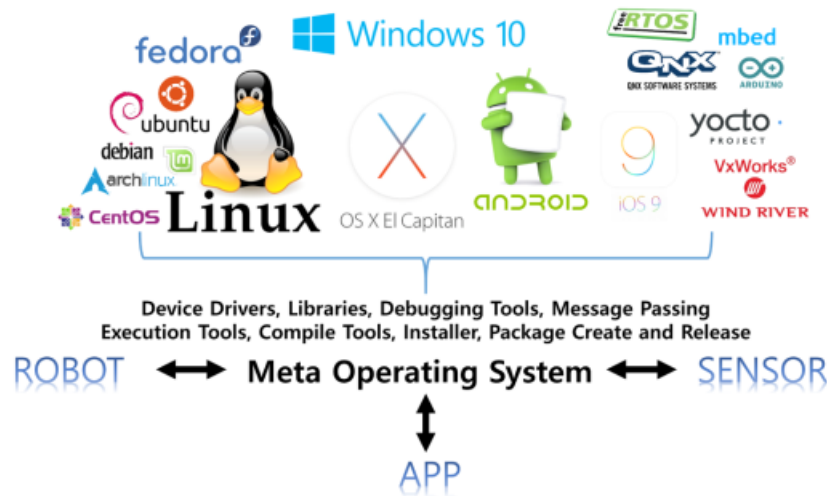 fedora
Windows 10
free RTOS
mbed
QNX
QNX SOFTWARE SYSTEMS
ARDUINO
ubuntu
debian
archlinux
CentOS
Linux
OS X El Capitan
ANDROID
9
iOS 9
yocto
PROJECT
VxWorks®
WIND RIVER
Device Drivers, Libraries, Debugging Tools, Message Passing
Execution Tools, Compile Tools, Installer, Package Create and Release
ROBOT
Meta Operating System
SENSOR
APP